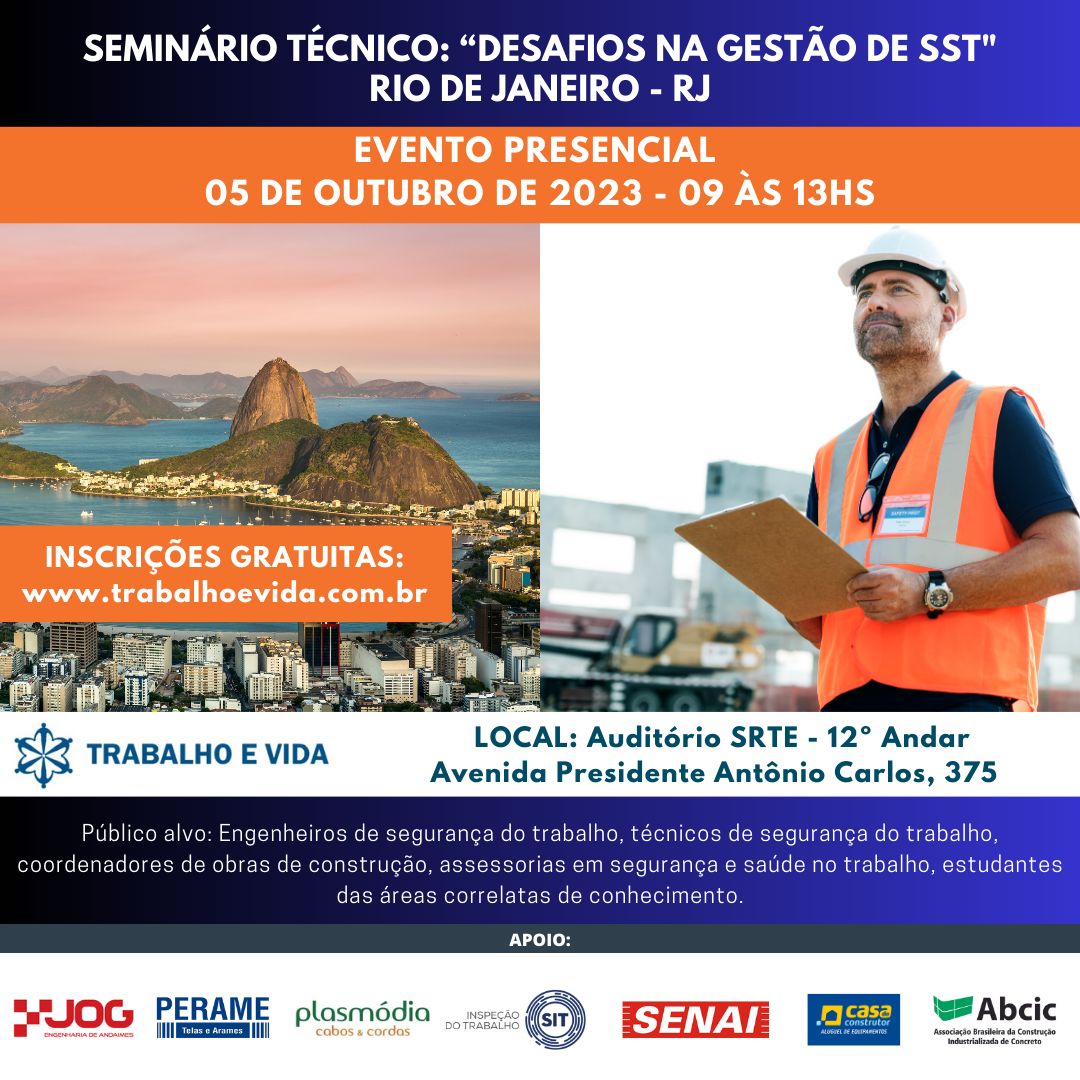 SEMINÁRIO TÉCNICO: “DESAFIOS NA GESTÃO DE SST"
RIO DE JANEIRO - RJ
EVENTO PRESENCIAL
05 DE OUTUBRO DE 2023 - 09 ÀS 13HS
SAFETY FIRST
INSCRIÇÕES GRATUITAS:
www.trabalhoevida.com.br
TRABALHO E VIDA
LOCAL: Auditório SRTE - 12º Andar
Avenida Presidente Antônio Carlos, 375
Público alvo: Engenheiros de segurança do trabalho, técnicos de segurança do trabalho,
coordenadores de obras de construção, assessorias em segurança e saúde no trabalho, estudantes
das áreas correlatas de conhecimento.
APOIO:
JOG
ENGENHARIA DE ANDAIMES
PERAME
Telas e Arames
plasmódia
cabos & cordas
INSPEÇÃO
DO TRABALHO
SIT
SENAI
casa do
construtor
ALUGUEL DE EQUIPAMENTOS
Abcic
Associação Brasileira da Construção
Industrializada de Concreto